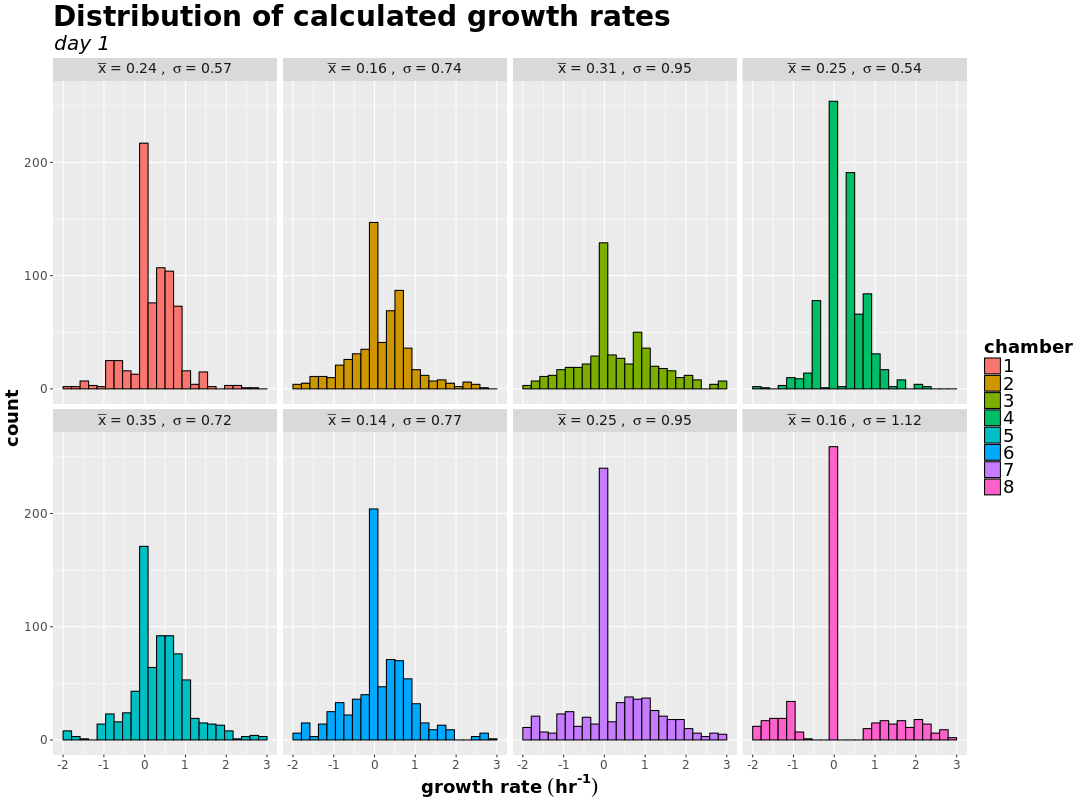 Distribution of calculated growth rates
day 1
x̅ = 0.24 , σ = 0.57
x̅ = 0.16 , σ = 0.74
x̅ = 0.31 , σ = 0.95
x̅ = 0.25 , σ = 0.54
200
100
0
x̅ = 0.35 , σ = 0.72
x̅ = 0.14 , σ = 0.77
x̅ = 0.25 , σ = 0.95
x̅ = 0.16 , σ = 1.12
200
100
0
-2 -1 0 1 2 3
-2 -1 0 1 2 3
-2 -1 0 1 2 3
-2 -1 0 1 2 3
count
growth rate (hr⁻¹)
chamber
1
2
3
4
5
6
7
8